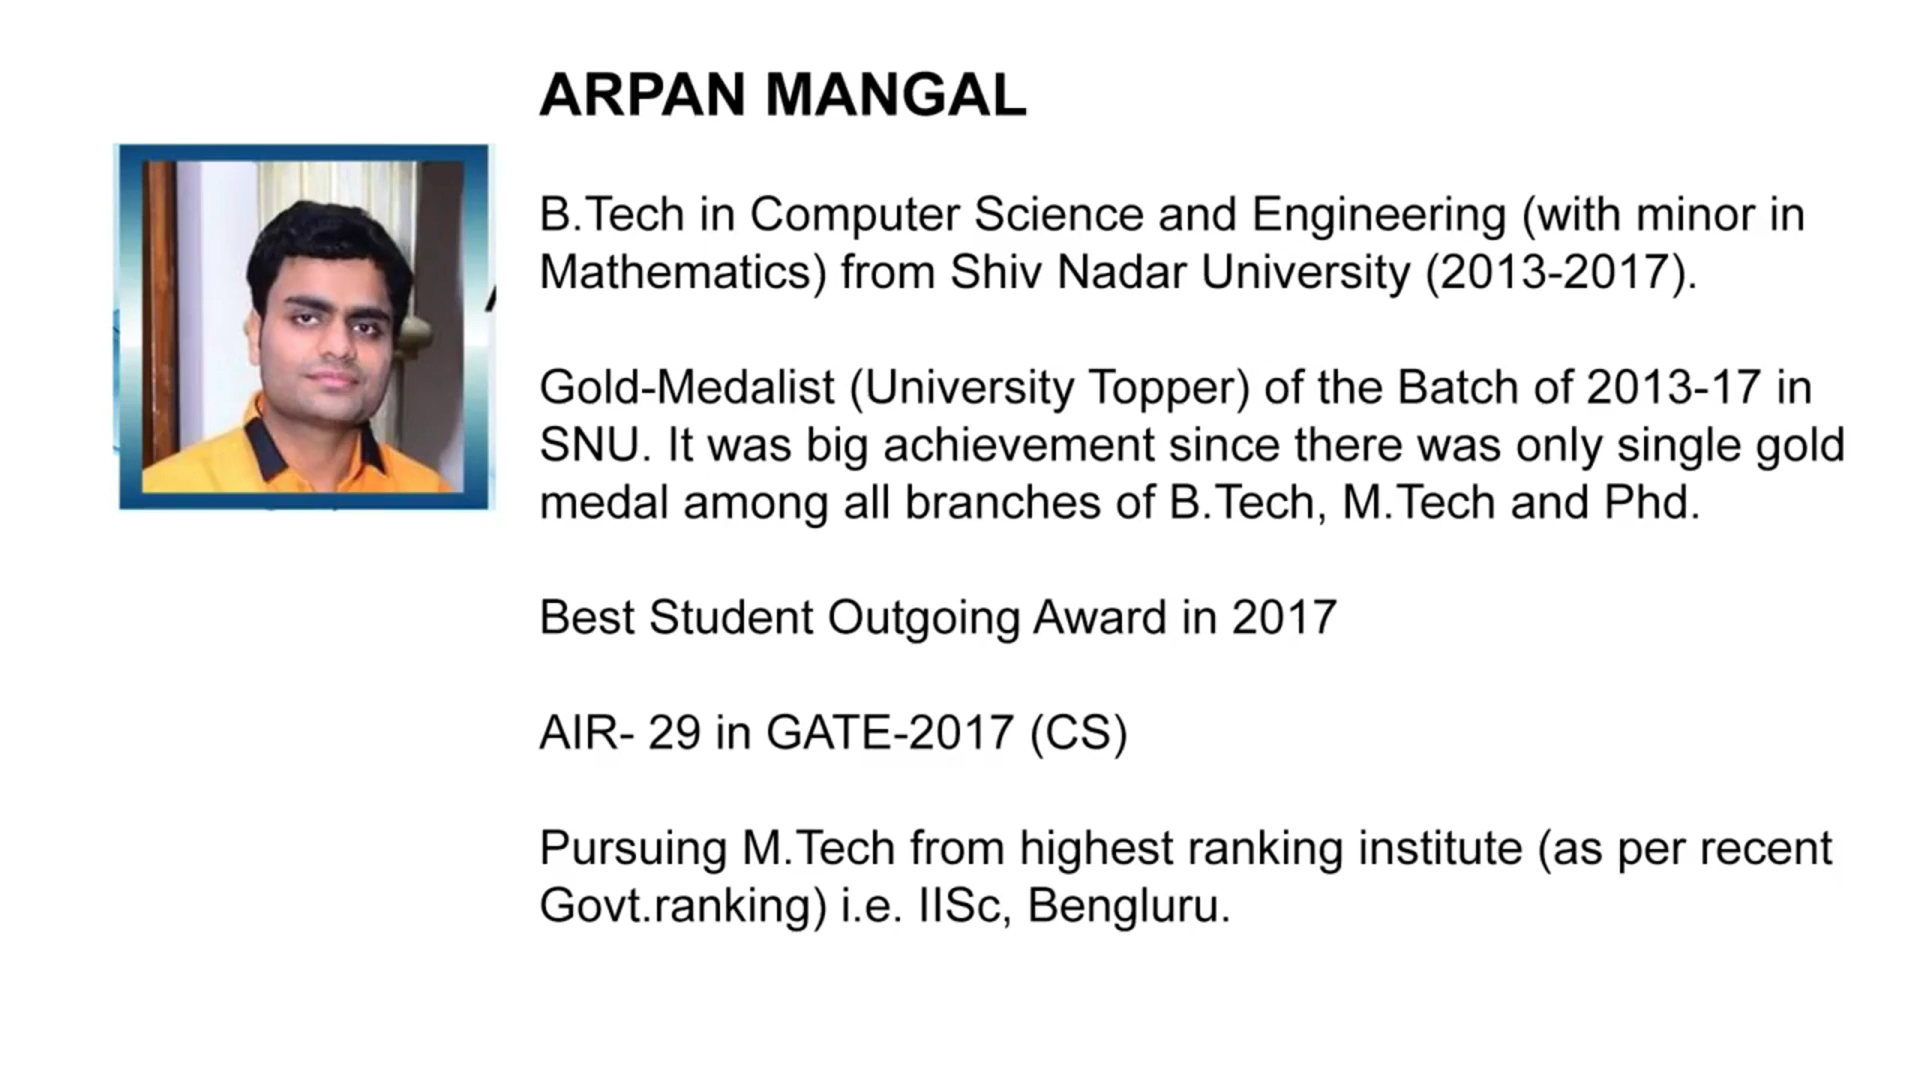 ARPAN MANGAL
B.Tech in Computer Science and Engineering (with minor in
Mathematics) from Shiv Nadar University (2013-2017).
Gold-Medalist (University Topper) of the Batch of 2013-17 in
SNU. It was big achievement since there was only single gold
medal among all branches of B.Tech, M.Tech and Phd.
Best Student Outgoing Award in 2017
AIR- 29 in GATE-2017 (CS)
Pursuing M.Tech from highest ranking institute (as per recent
Govt.ranking) i.e. IISc, Bengluru.